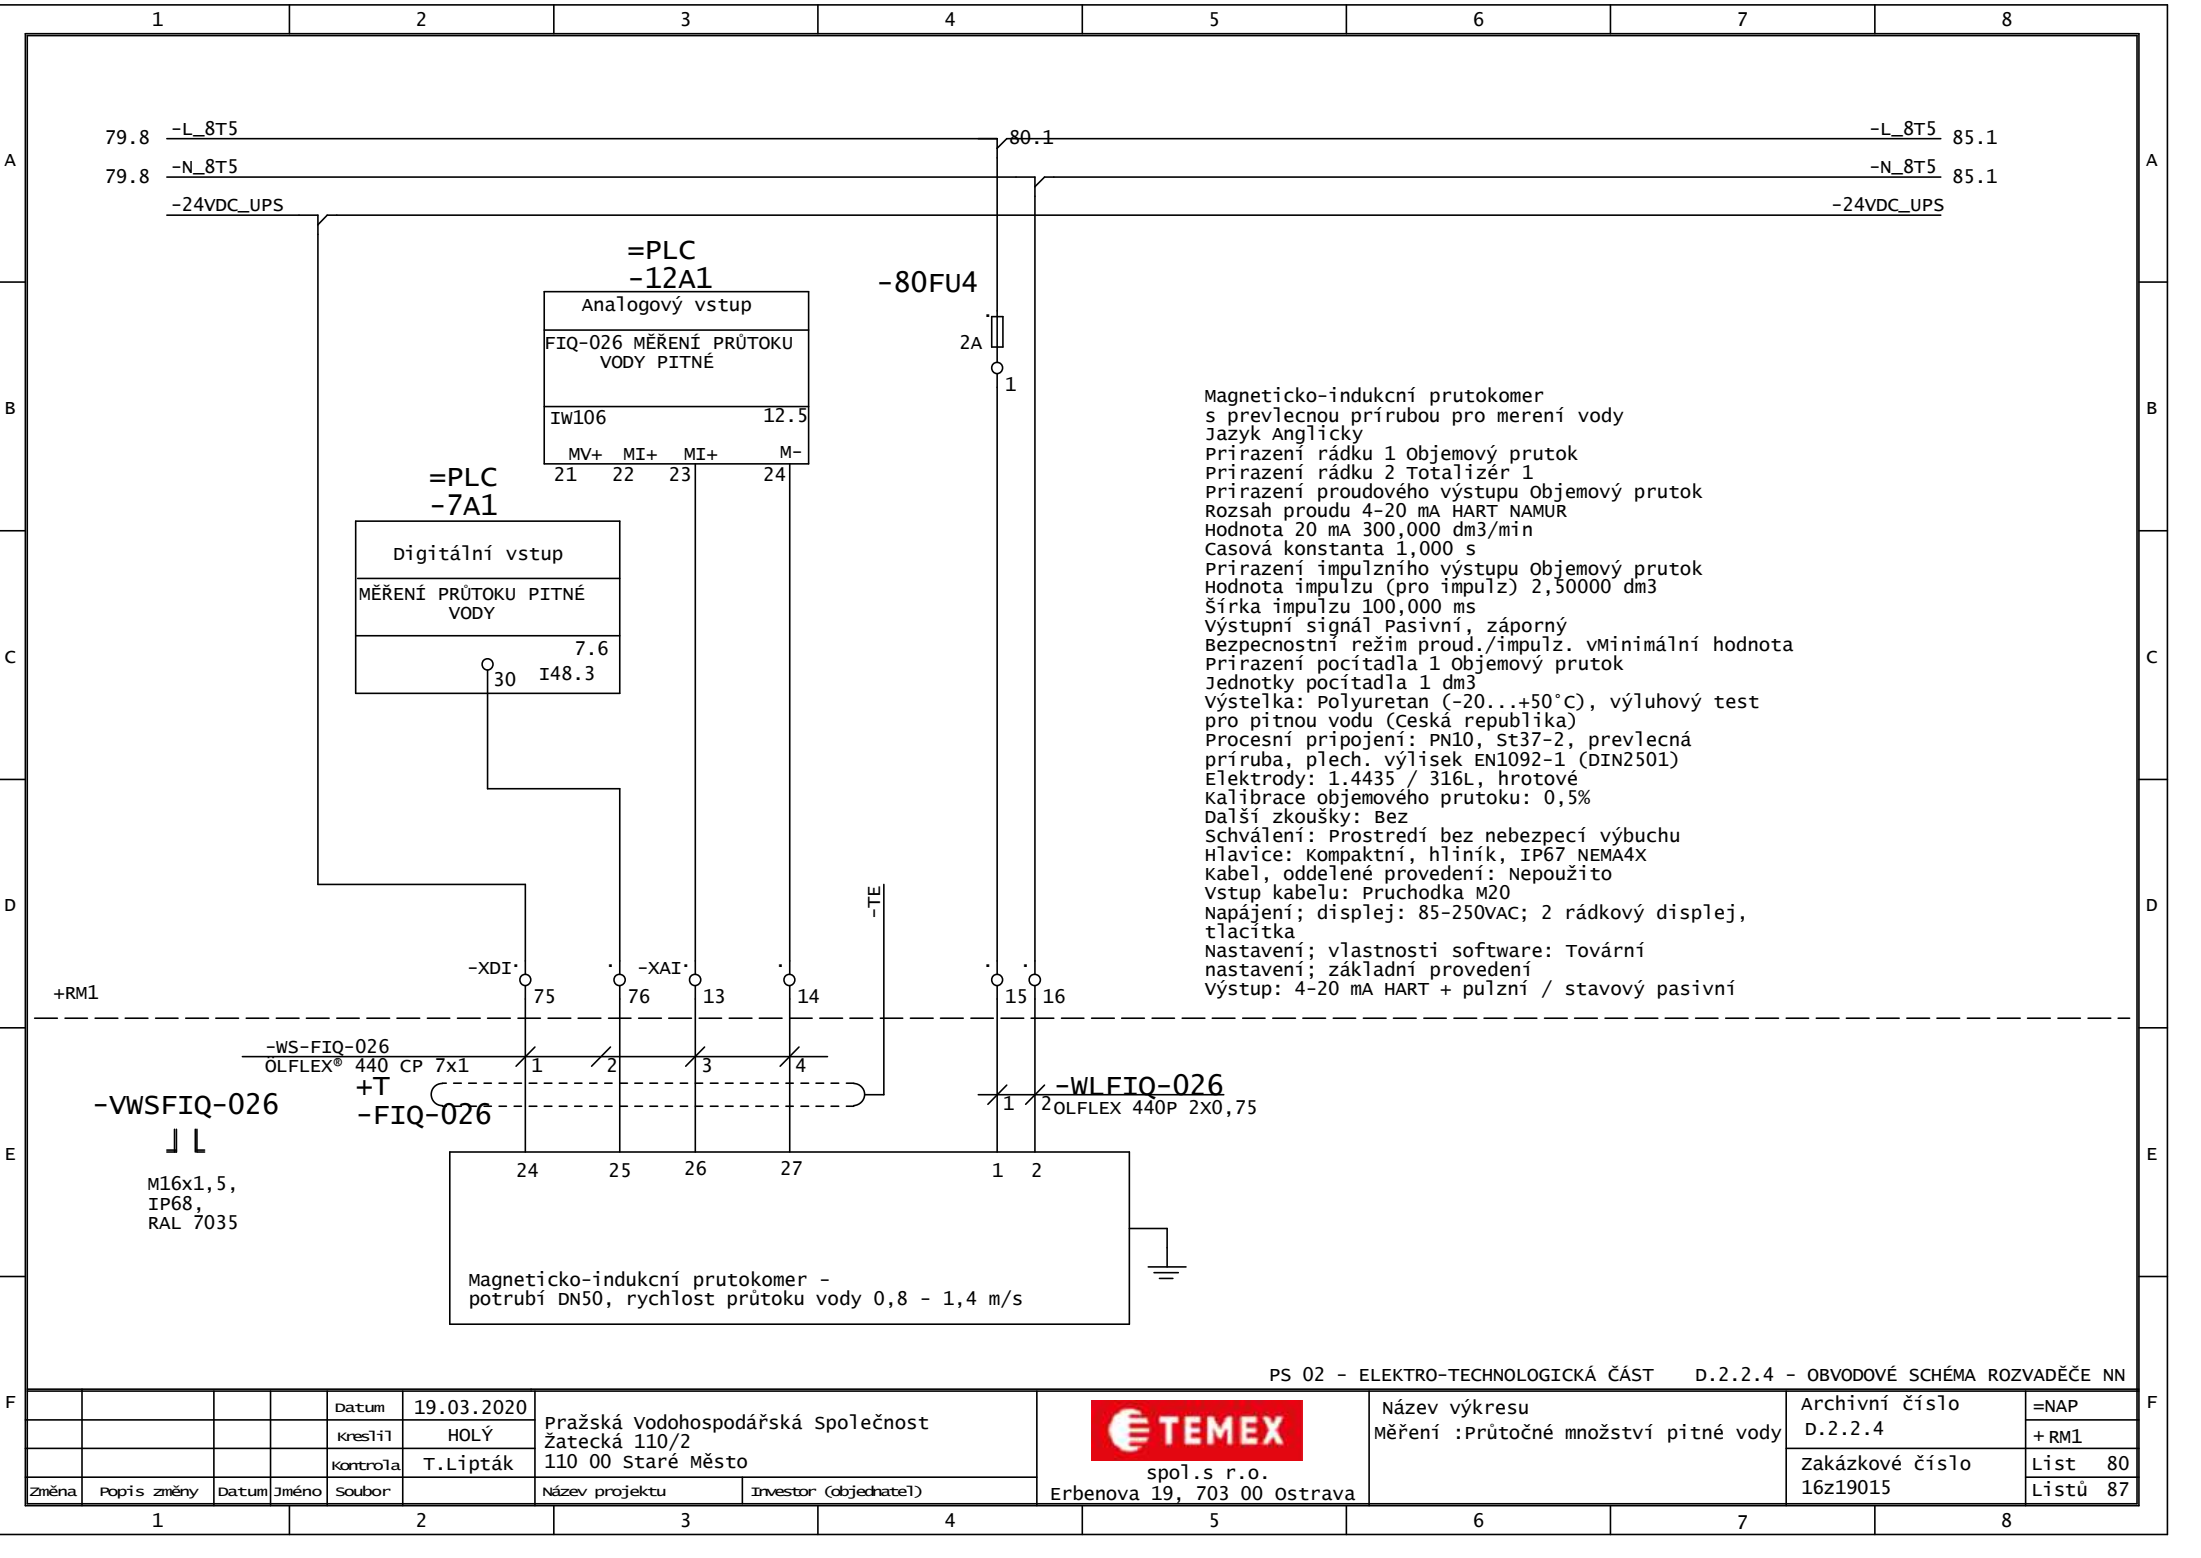 1 2 3 4 5 6 7 8
A A
B B
C C
D D
E E
F F
79.8 -L_8T5 80.1 -L_8T5 85.1
79.8 -N_8T5 -N_8T5 85.1
-24VDC_UPS -24VDC_UPS
=PLC
-12A1
Analogový vstup
FIQ-026 MĚŘENÍ PRŮTOKU
VODY PITNÉ
IW106 12.5
MV+ MI+ MI+ M-
21 22 23 24
-80FU4
2A
1
=PLC
-7A1
Digitální vstup
MĚŘENÍ PRŮTOKU PITNÉ
VODY
7.6
30 I48.3
Magneticko-indukcní prutokomer
s prevlecnou prírubou pro merení vody
Jazyk Anglicky
Prirazení rádku 1 Objemový prutok
Prirazení rádku 2 Totalizér 1
Prirazení proudového výstupu Objemový prutok
Rozsah proudu 4-20 mA HART NAMUR
Hodnota 20 mA 300,000 dm3/min
Casová konstanta 1,000 s
Prirazení impulzního výstupu Objemový prutok
Hodnota impulzu (pro impulz) 2,50000 dm3
Šírka impulzu 100,000 ms
Výstupní signál Pasivní, záporný
Bezpecnostní režim proud./impulz. vMinimální hodnota
Prirazení pocítadla 1 Objemový prutok
Jednotky pocítadla 1 dm3
Výstelka: Polyuretan (-20...+50°C), výluhový test
pro pitnou vodu (Ceská republika)
Procesní pripojení: PN10, St37-2, prevlecná
príruba, plech. výlisek EN1092-1 (DIN2501)
Elektrody: 1.4435 / 316L, hrotové
Kalibrace objemového prutoku: 0,5%
Další zkoušky: Bez
Schválení: Prostredí bez nebezpecí výbuchu
Hlavice: Kompaktní, hliník, IP67 NEMA4X
Kabel, oddelené provedení: Nepoužito
Vstup kabelu: Pruchodka M20
Napájení; displej: 85-250VAC; 2 rádkový displej,
tlacítka
Nastavení; vlastnosti software: Tovární
nastavení; základní provedení
Výstup: 4-20 mA HART + pulzní / stavový pasivní
-TE
-XDI -XAI
+RM1 75 76 13 14 15 16
-WS-FIQ-026
ÖLFLEX® 440 CP 7x1 1 2 3 4
+T
-FIQ-026
-WLFIQ-026
1 2 OLFLEX 440P 2X0,75
-VWSFIQ-026
M16x1,5,
IP68,
RAL 7035
24 25 26 27 1 2
Magneticko-indukcní prutokomer -
potrubí DN50, rychlost průtoku vody 0,8 - 1,4 m/s
PS 02 - ELEKTRO-TECHNOLOGICKÁ ČÁST D.2.2.4 - OBVODOVÉ SCHÉMA ROZVADĚČE NN
Datum 19.03.2020
Kreslil HOLÝ
Kontrola T.Lipták
Změna Popis změny Datum Jméno Soubor
Pražská Vodohospodářská Společnost
Žatecká 110/2
110 00 Staré Město
Název projektu Investor (objednatel)
TEMEX
spol.s r.o.
Erbenova 19, 703 00 Ostrava
Název výkresu
Měření :Průtočné množství pitné vody
Archivní číslo
D.2.2.4
Zakázkové číslo
16z19015
=NAP
+ RM1
List 80
Listů 87
1 2 3 4 5 6 7 8